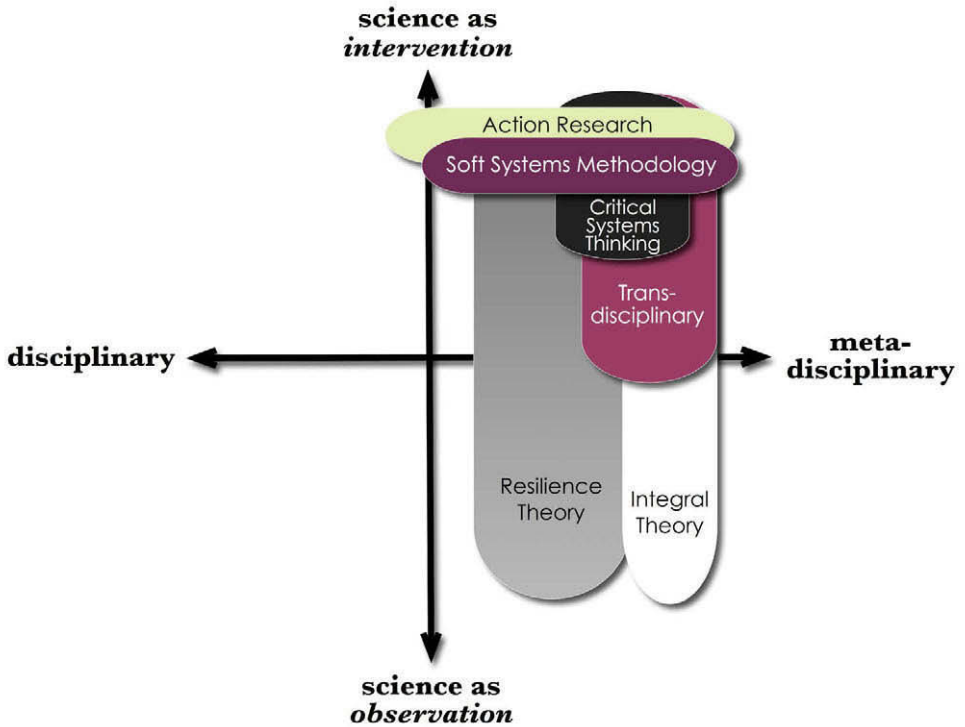 science as
intervention
Action Research
Soft Systems Methodology
Critical
Systems
Thinking
Trans-
disciplinary
disciplinary
meta-
disciplinary
Resilience
Theory
Integral
Theory
science as
observation